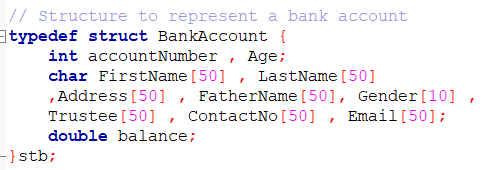 // Structure to represent a bank account
typedef struct BankAccount {
int accountNumber , Age;
char FirstName[50] , LastName[50]
,Address[50] , FatherName[50], Gender[10] ,
Trustee[50] , ContactNo[50] , Email[50];
double balance;
}stb;